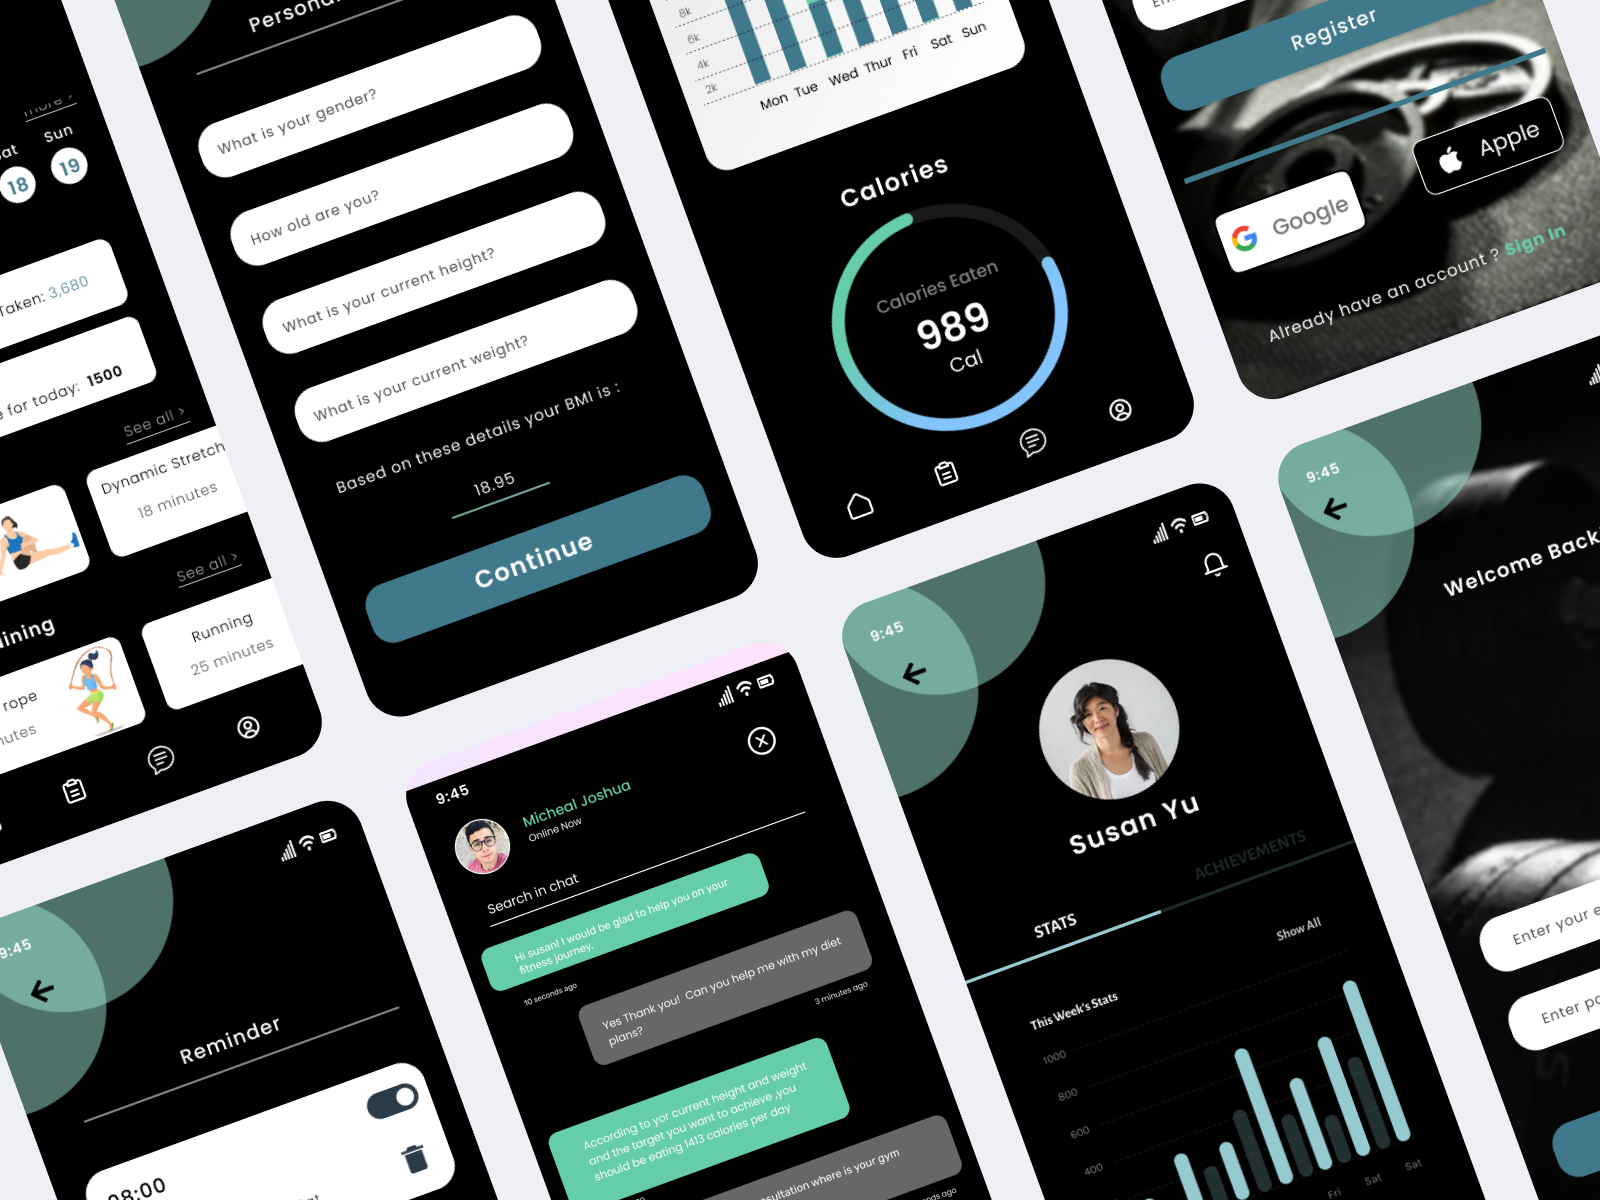 Sun
18
19
Taken: 3,680
for today: 1500
See all >
Dynamic Stretch
18 minutes
See all >
Running
25 minutes
rope
What is your gender?
How old are you?
What is your current height?
What is your current weight?
Based on these details your BMI is :
18.95
Continue
8k
6k
4k
2k
Mon Tue Wed Thur Fri Sat Sun
Calories
Calories Eaten
989
Cal
Register
Google
Apple
Already have an account ? Sign In
9:45
Reminder
08:00
9:45
Micheal Joshua
Online Now
Search in chat
Hi susan! I would be glad to help you on your
fitness journey.
10 seconds ago
Yes Thank you! Can you help me with my diet
plans?
3 minutes ago
According to yor current height and weight
and the target you want to achieve ,you
should be eating 1413 calories per day
where is your gym
9:45
Susan Yu
STATS
ACHIEVEMENTS
Show All
This Week's Stats
1000
800
600
400
Fri
Sat
Sat
9:45
Welcome Back
Enter your
Enter